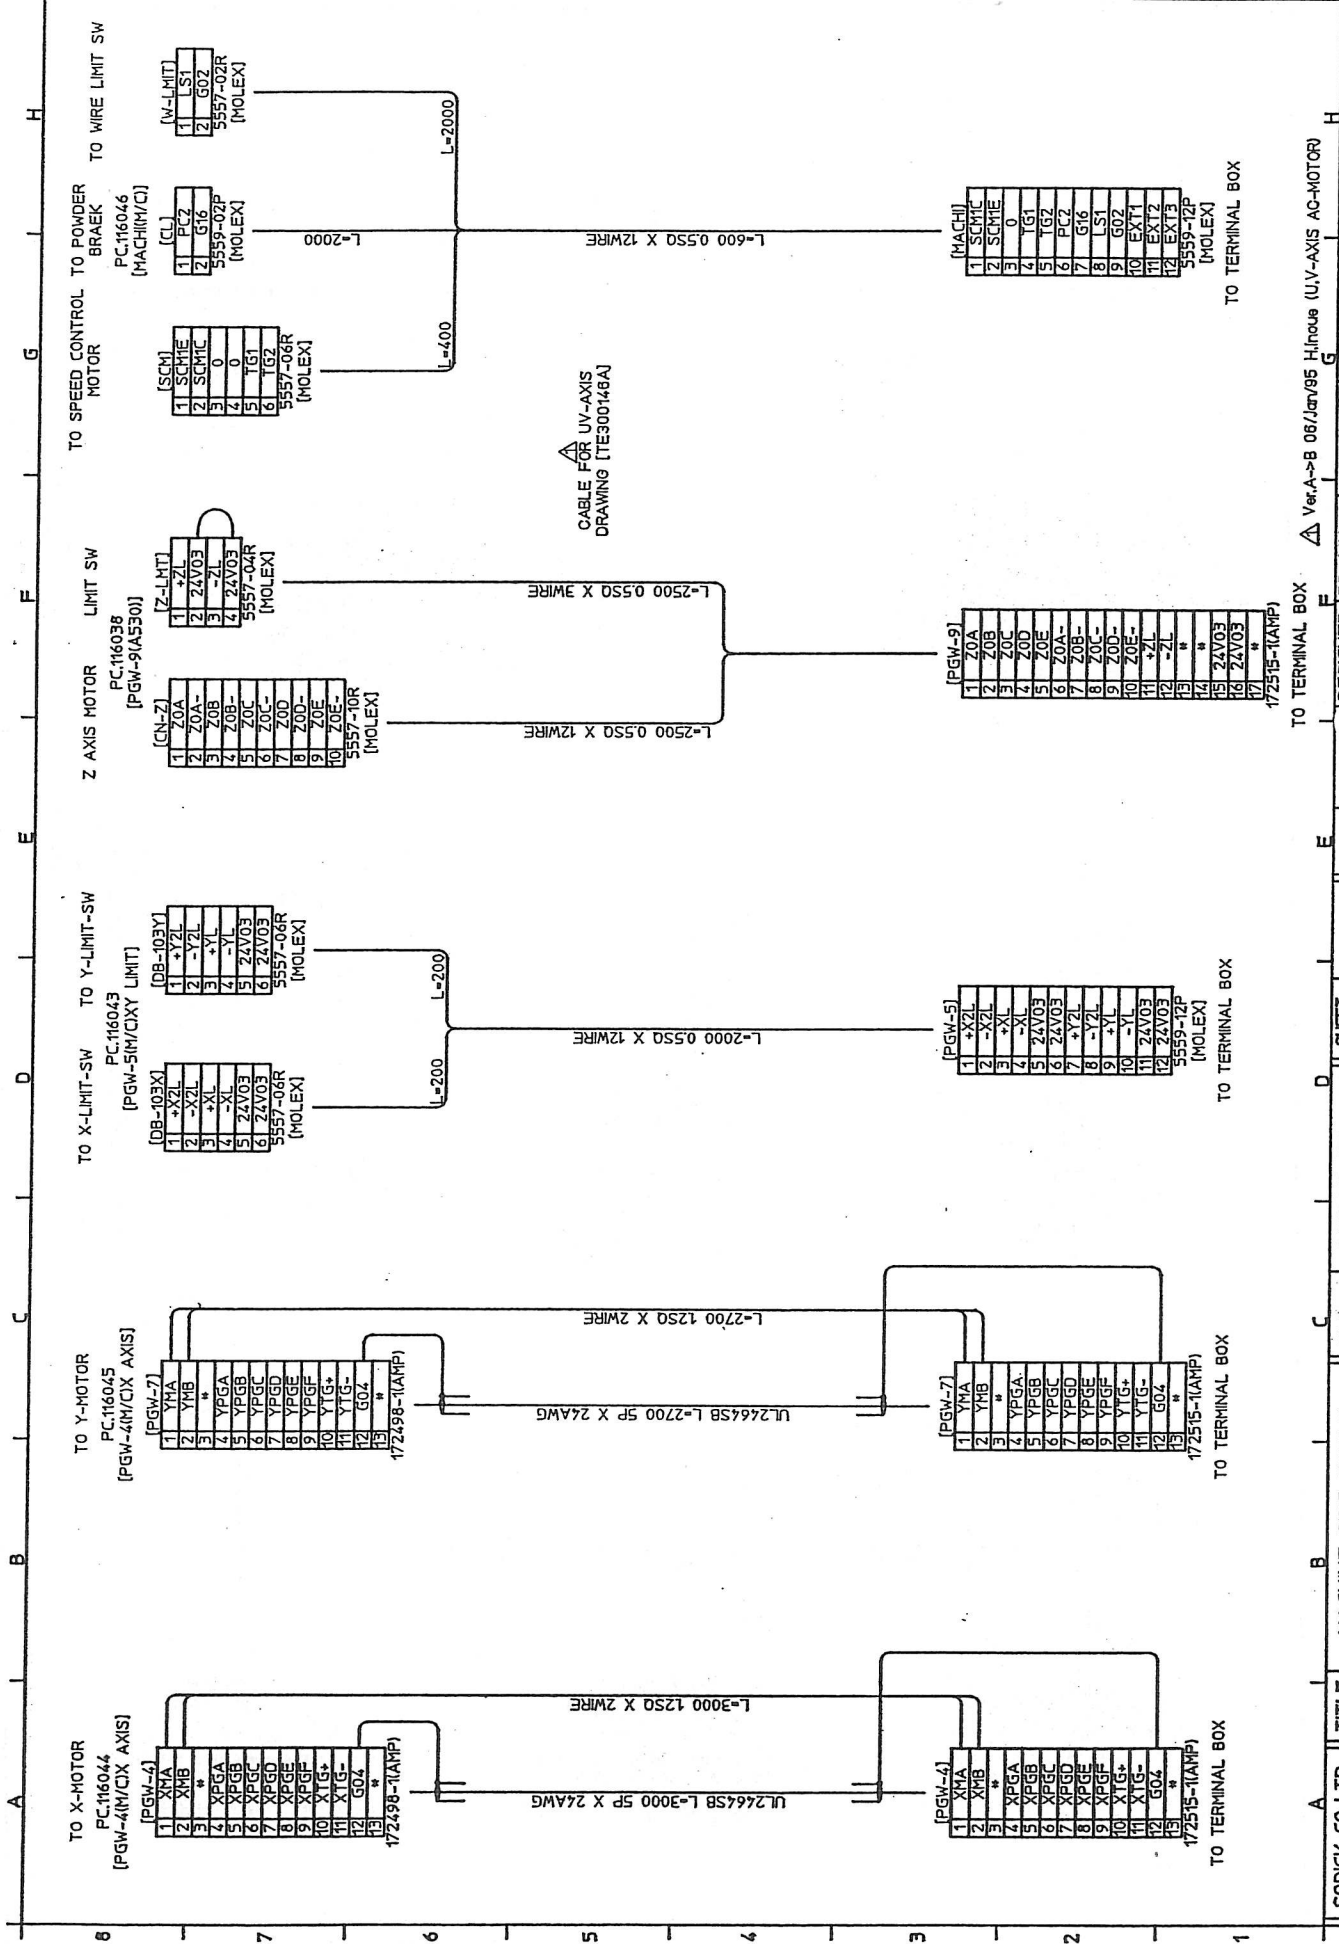 A B C D E F G H
8
7
6
5
4
3
2
1
TO X-MOTOR
PC.116044
[PGW-4(M/C)X AXIS]
[PGW-4]
1 XMA
2 XMB
3 *
4 XPGA
5 XPGB
6 XPGC
7 XPGD
8 XPGE
9 XPGF
10 XTG+
11 XTG-
12 G04
13 *
172498-1(AMP)
L=3000 1.2SQ X 2WIRE
UL2464SB L=3000 5P X 24AWG
[PGW-4]
1 XMA
2 XMB
3 *
4 XPGA
5 XPGB
6 XPGC
7 XPGD
8 XPGE
9 XPGF
10 XTG+
11 XTG-
12 G04
13 *
172515-1(AMP)
TO TERMINAL BOX
TO Y-MOTOR
PC.116045
[PGW-4(M/C)X AXIS]
[PGW-7]
1 YMA
2 YMB
3 *
4 YPGA
5 YPGB
6 YPGC
7 YPGD
8 YPGE
9 YPGF
10 YTG+
11 YTG-
12 G04
13 *
172498-1(AMP)
L=2700 1.2SQ X 2WIRE
UL2464SB L=2700 5P X 24AWG
[PGW-7]
1 YMA
2 YMB
3 *
4 YPGA
5 YPGB
6 YPGC
7 YPGD
8 YPGE
9 YPGF
10 YTG+
11 YTG-
12 G04
13 *
172515-1(AMP)
TO TERMINAL BOX
TO X-LIMIT-SW TO Y-LIMIT-SW
PC.116043
[PGW-5(M/C)XY LIMIT]
[DB-103X]
1 +X2L
2 -X2L
3 +XL
4 -XL
5 24V03
6 24V03
5557-06R
[MOLEX]
[DB-103Y]
1 +Y2L
2 -Y2L
3 +YL
4 -YL
5 24V03
6 24V03
5557-06R
[MOLEX]
L=200 L=200
L=2000 0.5SQ X 12WIRE
[PGW-5]
1 +X2L
2 -X2L
3 +XL
4 -XL
5 24V03
6 24V03
7 +Y2L
8 -Y2L
9 +YL
10 -YL
11 24V03
12 24V03
5559-12P
[MOLEX]
TO TERMINAL BOX
Z AXIS MOTOR LIMIT SW
PC.116038
[PGW-9(A530)]
[CN-Z]
1 Z0A
2 Z0A-
3 Z0B
4 Z0B-
5 Z0C
6 Z0C-
7 Z0D
8 Z0D-
9 Z0E
10 Z0E-
5557-10R
[MOLEX]
[Z-LMT]
1 +ZL
2 24V03
3 -ZL
4 24V03
5557-04R
[MOLEX]
L=2500 0.5SQ X 12WIRE
L=2500 0.5SQ X 3WIRE
[PGW-9]
1 Z0A
2 Z0B
3 Z0C
4 Z0D
5 Z0E
6 Z0A-
7 Z0B-
8 Z0C-
9 Z0D-
10 Z0E-
11 +ZL
12 -ZL
13 *
14 *
15 24V03
16 24V03
17 *
172515-1(AMP)
TO TERMINAL BOX
1
CABLE FOR UV-AXIS
DRAWING [TE300146A]
TO SPEED CONTROL MOTOR
TO POWDER BRAEK
TO WIRE LIMIT SW
PC.116046
[MACHI(M/C)]
[SCM]
1 SCM1E
2 SCM1C
3 0
4 0
5 TG1
6 TG2
5557-06R
[MOLEX]
[CL]
1 PC2
2 G16
5559-02P
[MOLEX]
[W-LMIT]
1 LS1
2 G02
5557-02R
[MOLEX]
L=400
L=2000
L=2000
L=600 0.5SQ X 12WIRE
[MACHI]
1 SCM1C
2 SCM1E
3 0
4 TG1
5 TG2
6 PC2
7 G16
8 LS1
9 G02
10 EXT1
11 EXT2
12 EXT3
5559-12P
[MOLEX]
TO TERMINAL BOX
1 Ver.A->B 06/Jan/95 H.Inoue (U,V-AXIS AC-MOTOR)
A B C D E F G H
SODICK CO.LTD. TITLE